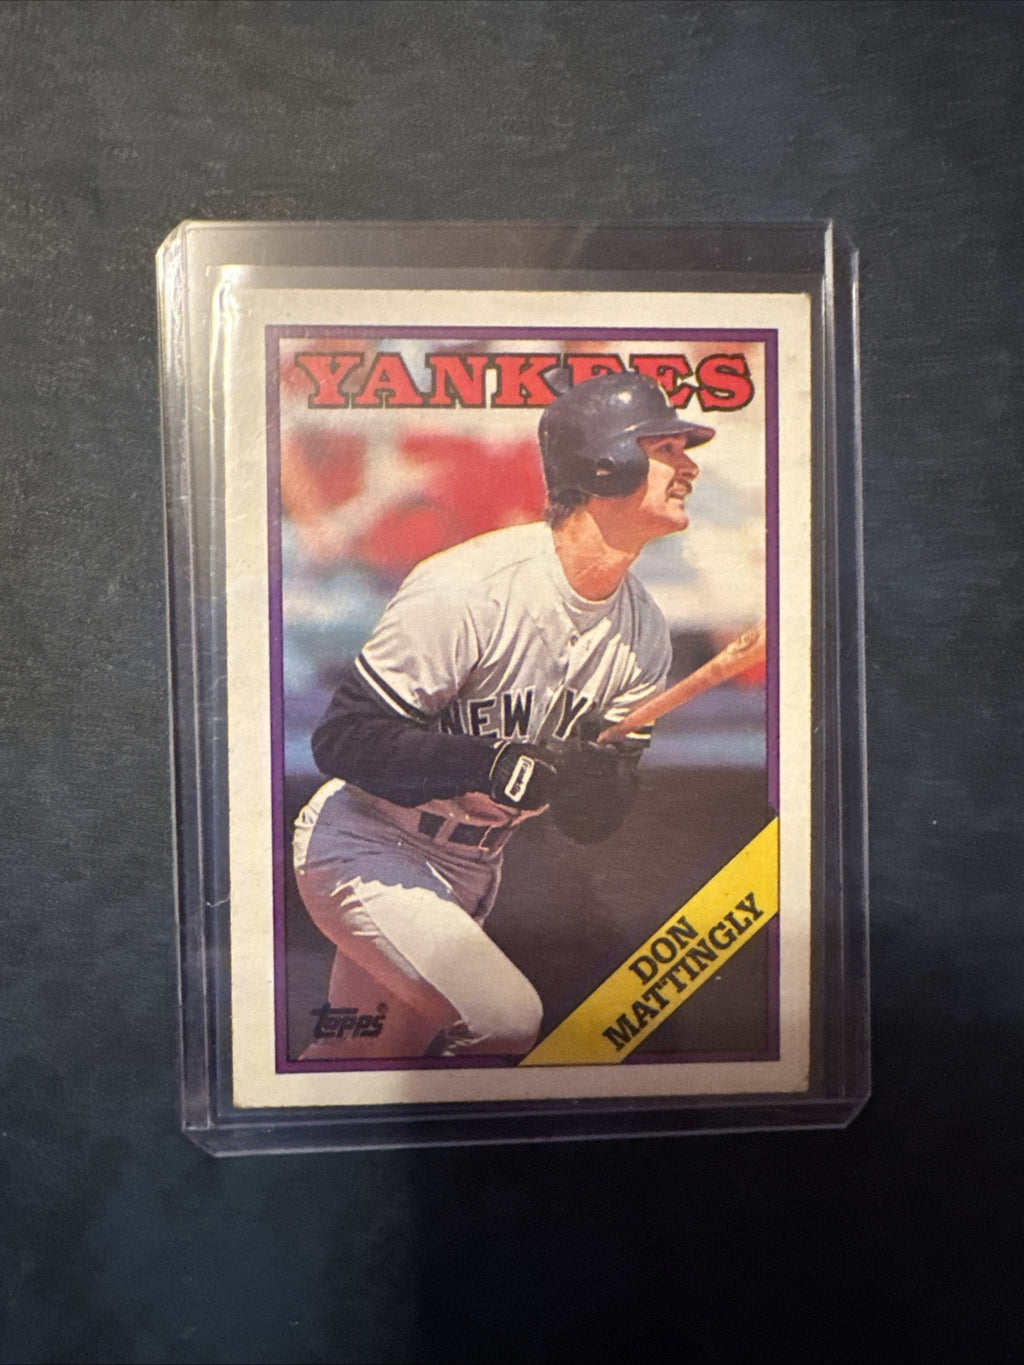 YANKEES
NEW Y
DON
MATTINGLY
Topps®